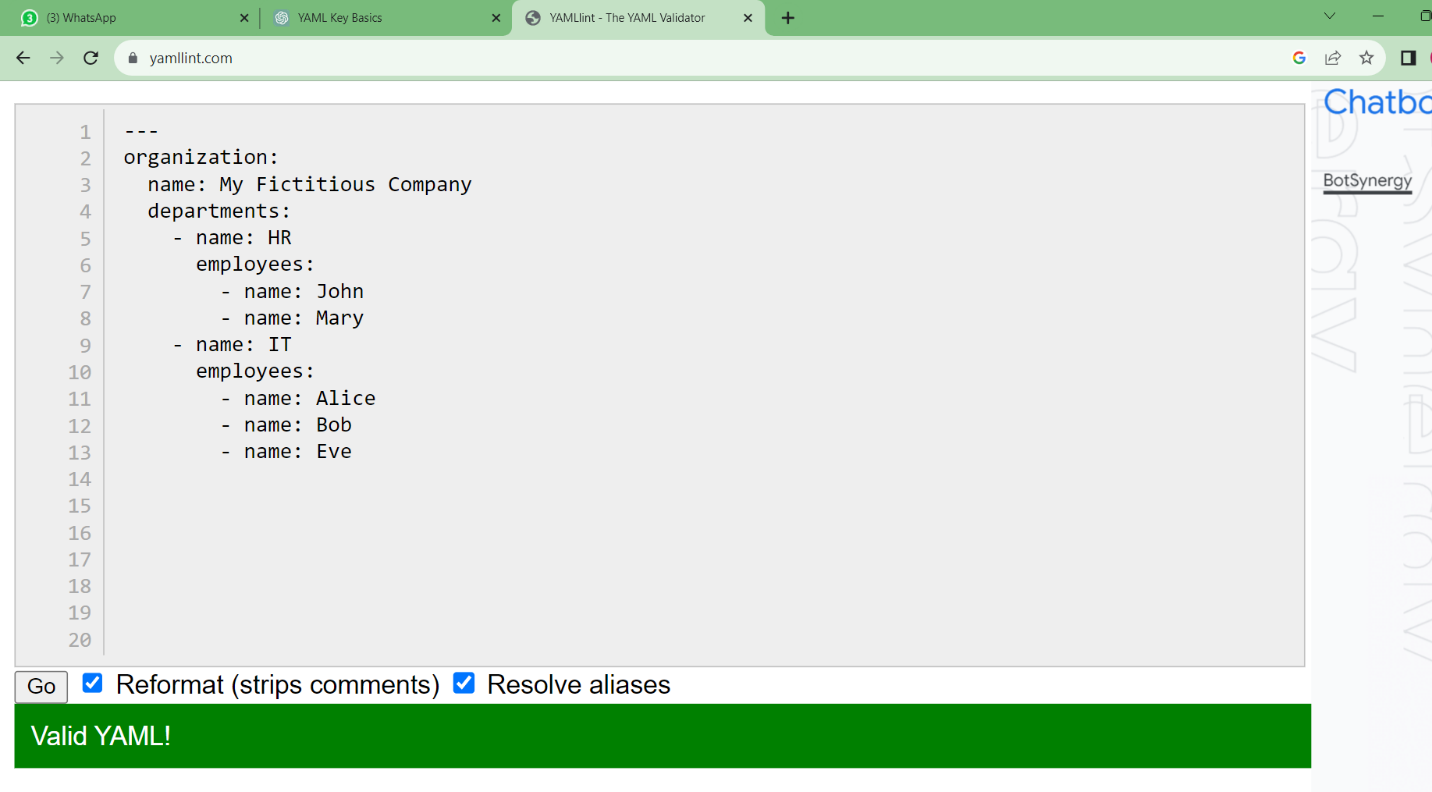 (3) WhatsApp
YAML Key Basics
YAMLlint - The YAML Validator
yamllint.com
1 ---
2 organization:
3   name: My Fictitious Company
4   departments:
5     - name: HR
6       employees:
7         - name: John
8         - name: Mary
9     - name: IT
10       employees:
11         - name: Alice
12         - name: Bob
13         - name: Eve
14
15
16
17
18
19
20
Go Reformat (strips comments) Resolve aliases
Valid YAML!
Chatbo
BotSynergy